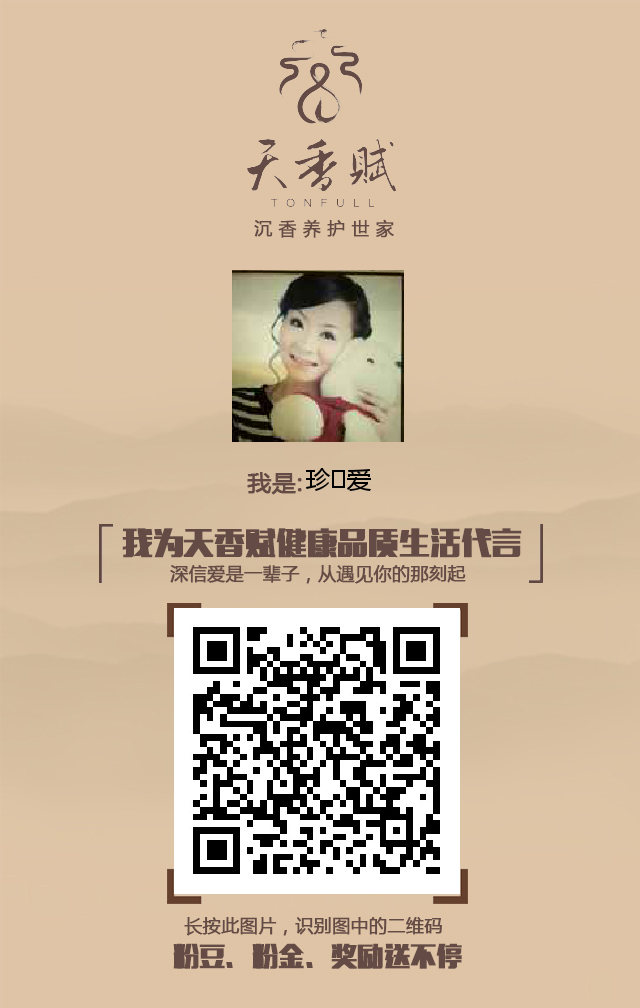 天香赋
TONFULL
沉香养护世家
我是:珍▯爱
我为天香赋健康品质生活代言
深信爱是一辈子，从遇见你的那刻起
长按此图片，识别图中的二维码
粉豆、粉金、奖励送不停